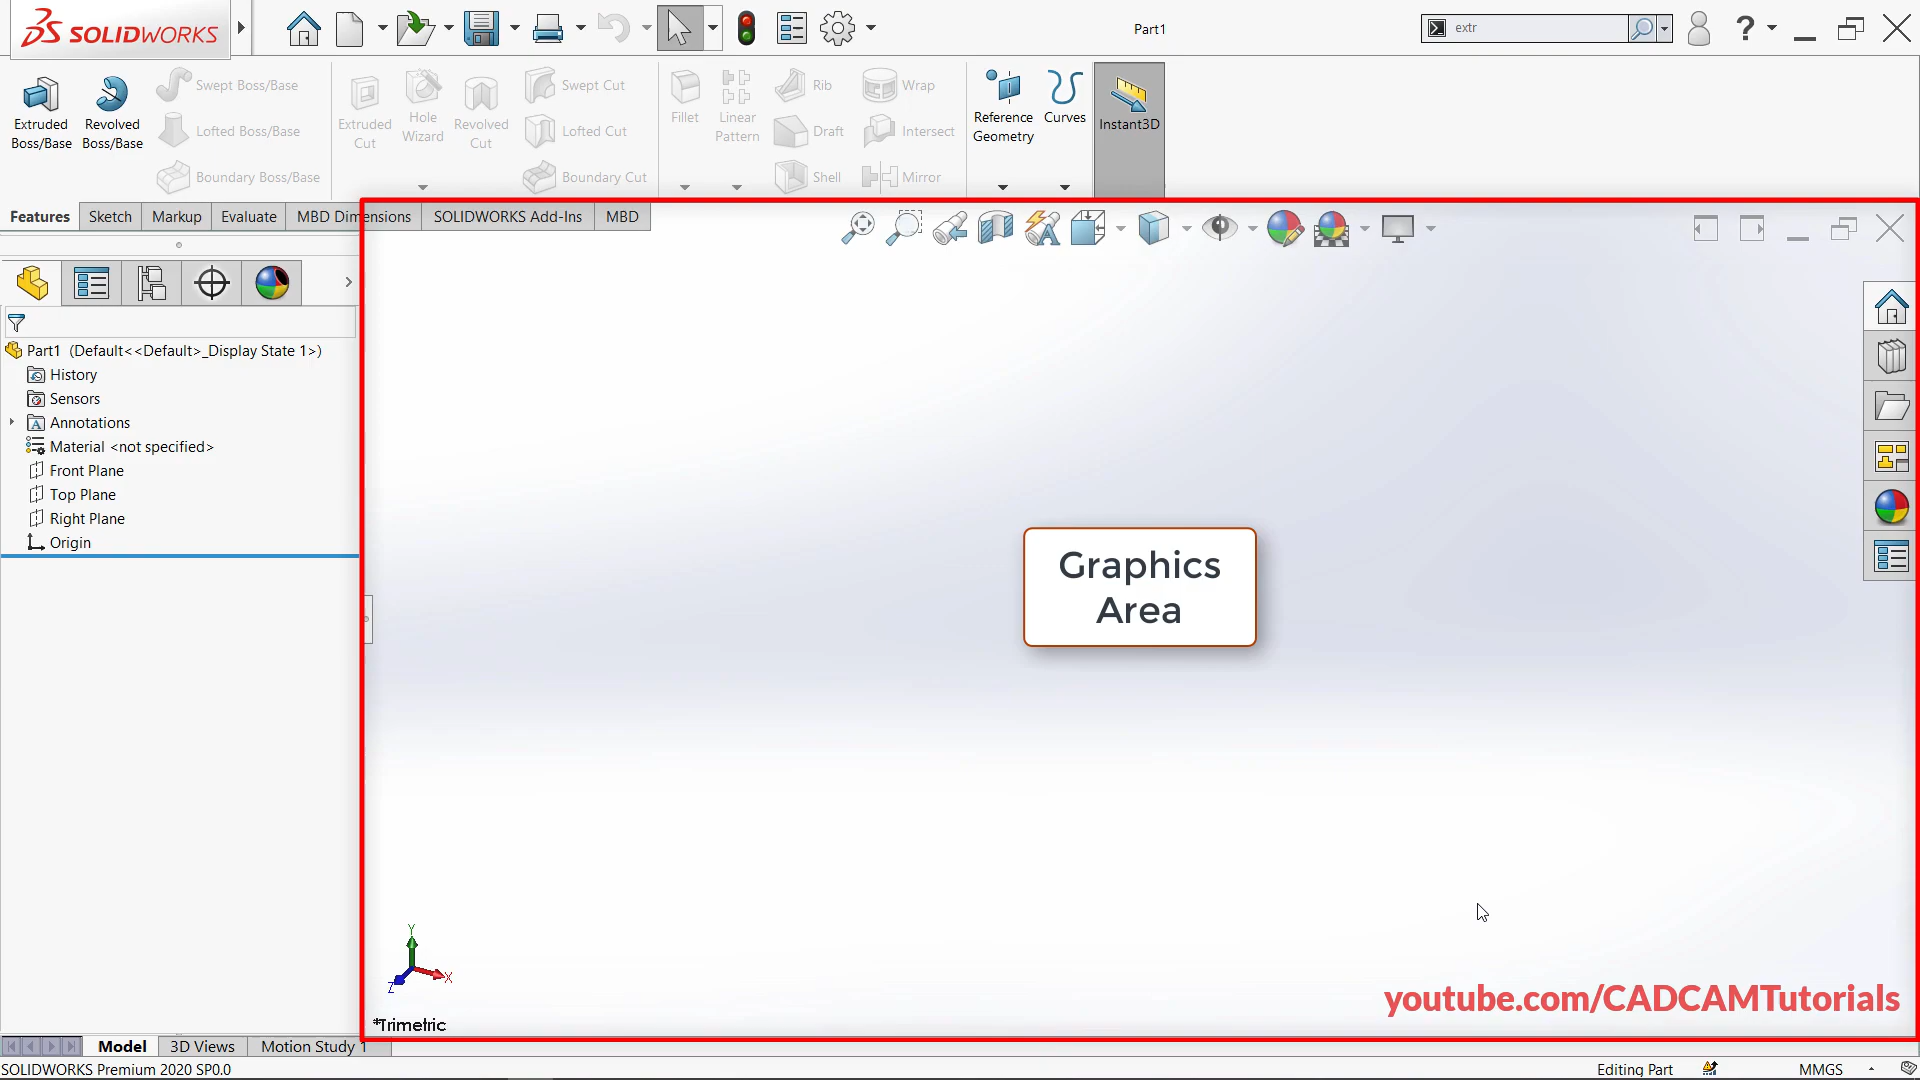 SOLIDWORKS
Part1
extr
?
Extruded
Boss/Base
Revolved
Boss/Base
Swept Boss/Base
Lofted Boss/Base
Boundary Boss/Base
Extruded
Cut
Hole
Wizard
Revolved
Cut
Swept Cut
Lofted Cut
Boundary Cut
Fillet
Linear
Pattern
Rib
Draft
Shell
Wrap
Intersect
Mirror
Reference
Geometry
Curves
Instant3D
Features
Sketch
Markup
Evaluate
MBD Dimensions
SOLIDWORKS Add-Ins
MBD
Part1 (Default<<Default>_Display State 1>)
History
Sensors
Annotations
Material <not specified>
Front Plane
Top Plane
Right Plane
Origin
Graphics
Area
Y
X
Z
*Trimetric
youtube.com/CADCAMTutorials
Model
3D Views
Motion Study 1
SOLIDWORKS Premium 2020 SP0.0
Editing Part
MMGS